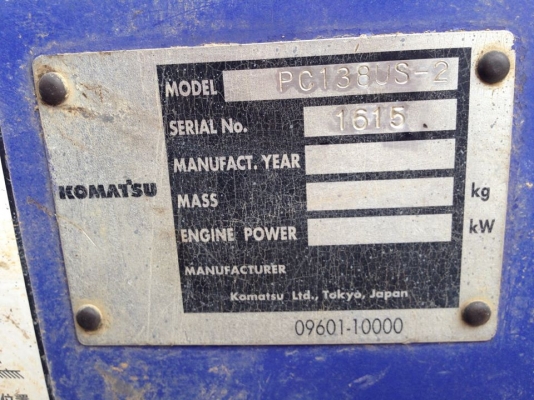 MODEL PC138US-2
SERIAL No. 1615
MANUFACT. YEAR
KOMATSU
MASS kg
ENGINE POWER kW
MANUFACTURER
Komatsu Ltd., Tokyo, Japan
09601-10000